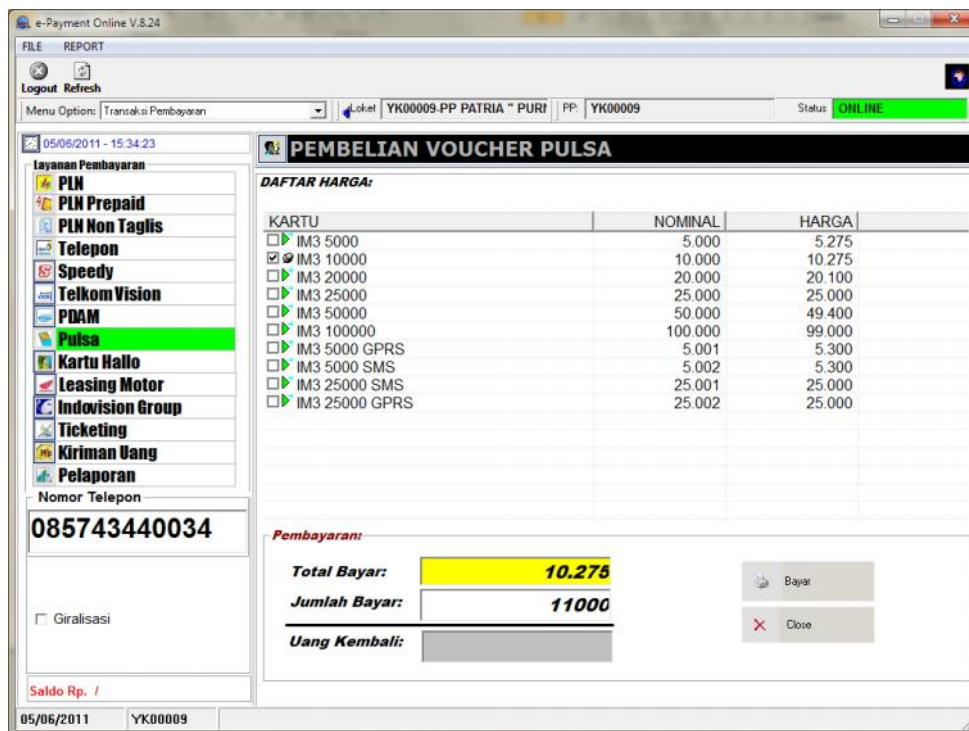 e-Payment Online V.8.24
FILE REPORT
Logout Refresh
Menu Option: Transaksi Pembayaran Loket YK00009-PP PATRIA " PURI PP: YK00009 Status ONLINE
05/06/2011 - 15:34:23
Layanan Pembayaran
PLN
PLN Prepaid
PLN Non Taglis
Telepon
Speedy
Telkom Vision
PDAM
Pulsa
Kartu Hallo
Leasing Motor
Indovision Group
Ticketing
Kiriman Uang
Pelaporan
Nomor Telepon
085743440034
Giralisasi
Saldo Rp. /
PEMBELIAN VOUCHER PULSA
DAFTAR HARGA:
KARTU NOMINAL HARGA
IM3 5000 5.000 5.275
IM3 10000 10.000 10.275
IM3 20000 20.000 20.100
IM3 25000 25.000 25.000
IM3 50000 50.000 49.400
IM3 100000 100.000 99.000
IM3 5000 GPRS 5.001 5.300
IM3 5000 SMS 5.002 5.300
IM3 25000 SMS 25.001 25.000
IM3 25000 GPRS 25.002 25.000
Pembayaran:
Total Bayar: 10.275
Jumlah Bayar: 11000
Uang Kembali:
Bayar
Close
05/06/2011 YK00009